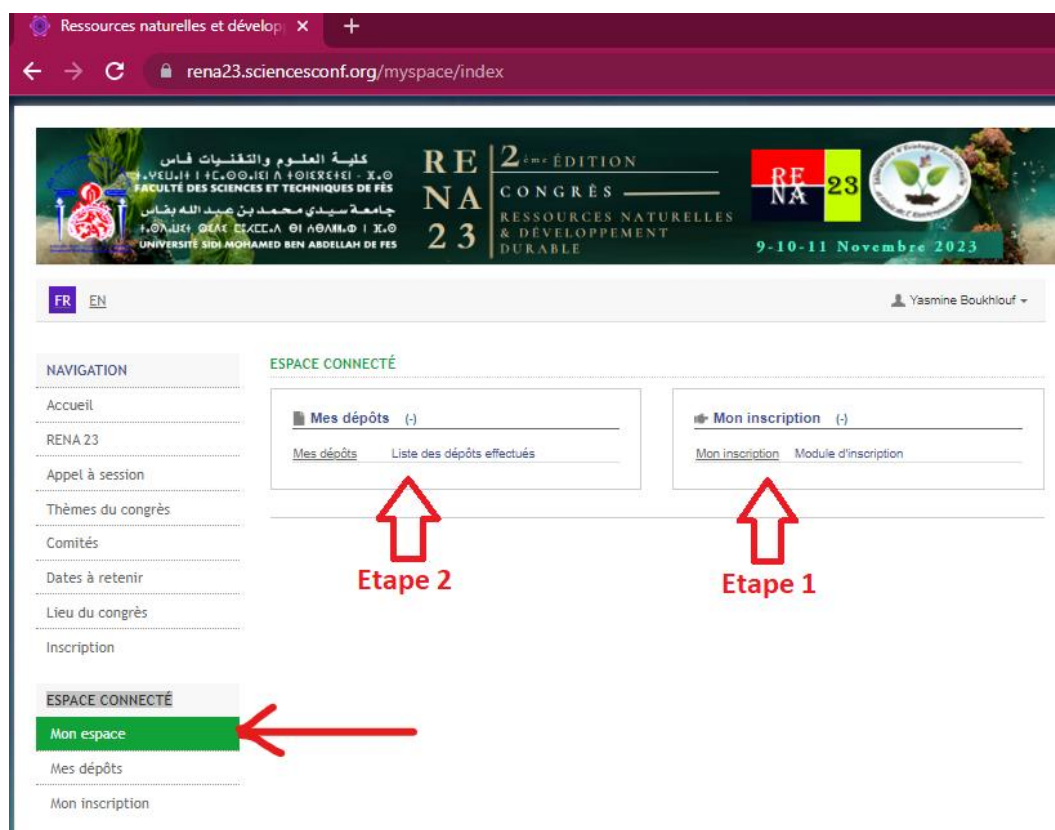 Ressources naturelles et dévelop
rena23.sciencesconf.org/myspace/index
كلية العلوم والتقنيات فاس
FACULTÉ DES SCIENCES ET TECHNIQUES DE FÈS
جامعة سيدي محمد بن عبد الله بفاس
UNIVERSITÉ SIDI MOHAMED BEN ABDELLAH DE FES
RE
NA
23
2ème ÉDITION
CONGRÈS
RESSOURCES NATURELLES
& DÉVELOPPEMENT
DURABLE
RE
NA
23
9-10-11 Novembre 2023
FR EN
Yasmine Boukhlouf
NAVIGATION
Accueil
RENA 23
Appel à session
Thèmes du congrès
Comités
Dates à retenir
Lieu du congrès
Inscription
ESPACE CONNECTÉ
Mon espace
Mes dépôts
Mon inscription
ESPACE CONNECTÉ
Mes dépôts (-)
Mes dépôts Liste des dépôts effectués
Etape 2
Mon inscription (-)
Mon inscription Module d'inscription
Etape 1